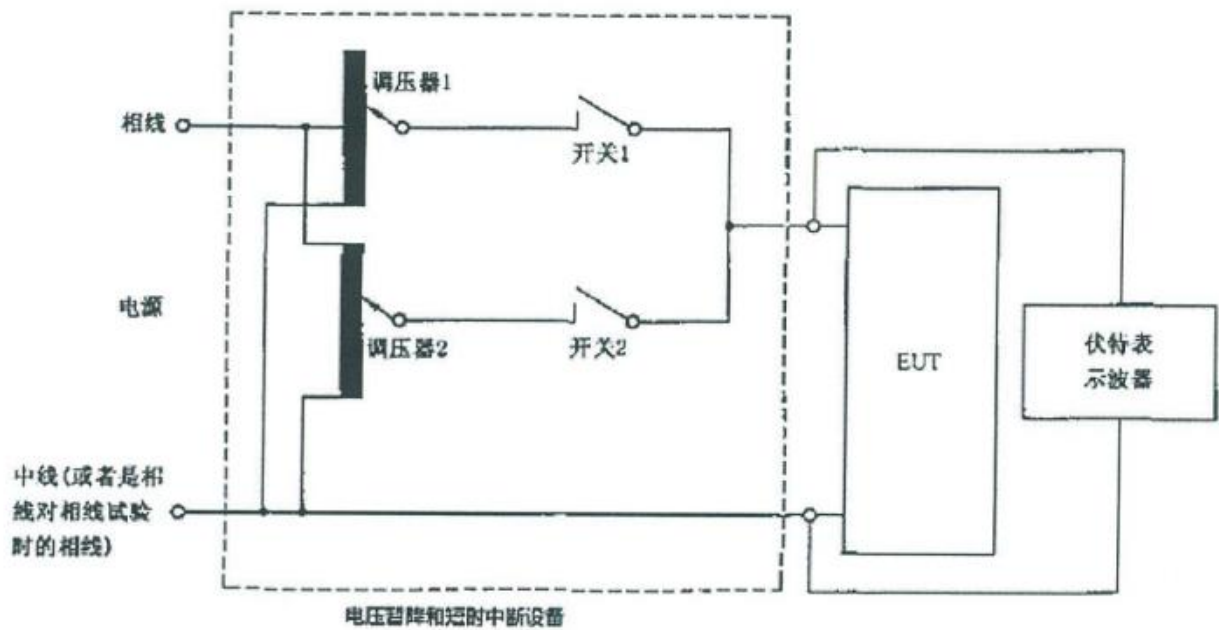 调压器1
相线
开关1
电源
调压器2
开关2
EUT
伏特表
示波器
中线(或者是相
线对相线试验
时的相线)
电压暂降和短时中断设备